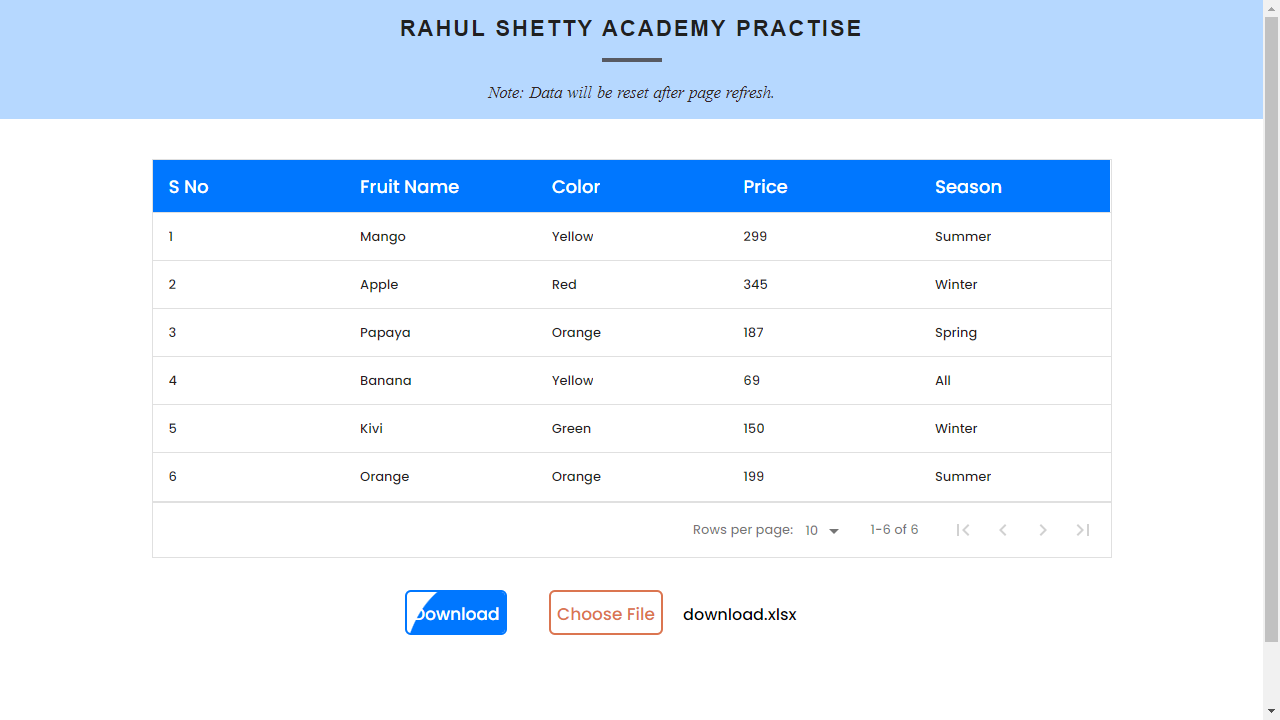 RAHUL SHETTY ACADEMY PRACTISE
Note: Data will be reset after page refresh.
S No Fruit Name Color Price Season
1 Mango Yellow 299 Summer
2 Apple Red 345 Winter
3 Papaya Orange 187 Spring
4 Banana Yellow 69 All
5 Kivi Green 150 Winter
6 Orange Orange 199 Summer
Rows per page: 10 1-6 of 6
Download Choose File download.xlsx